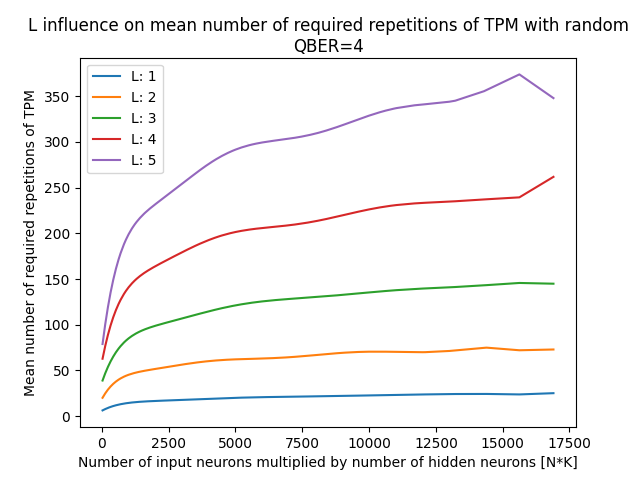 L influence on mean number of required repetitions of TPM with random
QBER=4
Mean number of required repetitions of TPM
350
300
250
200
150
100
50
0
L: 1
L: 2
L: 3
L: 4
L: 5
0 2500 5000 7500 10000 12500 15000 17500
Number of input neurons multiplied by number of hidden neurons [N*K]